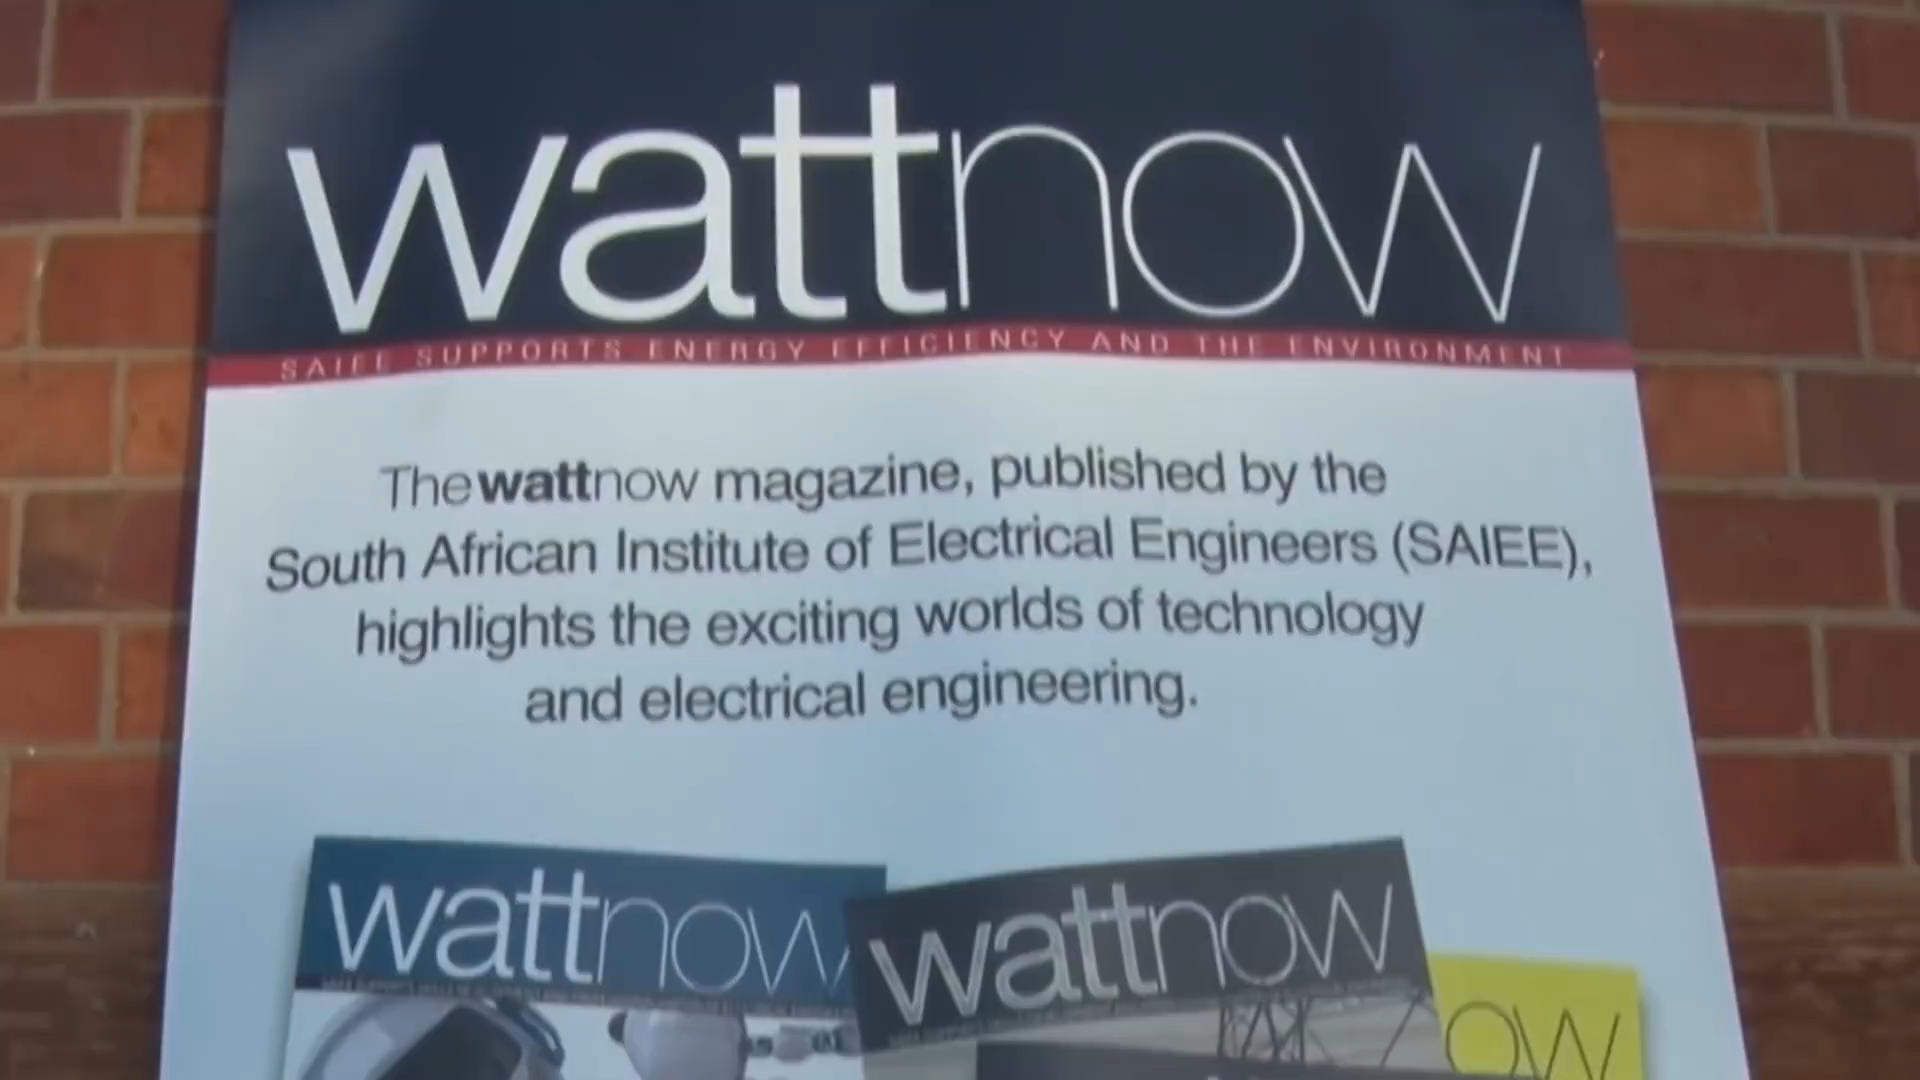 wattnow
SAIEE SUPPORTS ENERGY EFFICIENCY AND THE ENVIRONMENT
The wattnow magazine, published by the
South African Institute of Electrical Engineers (SAIEE),
highlights the exciting worlds of technology
and electrical engineering.
wattnow
wattnow
ow